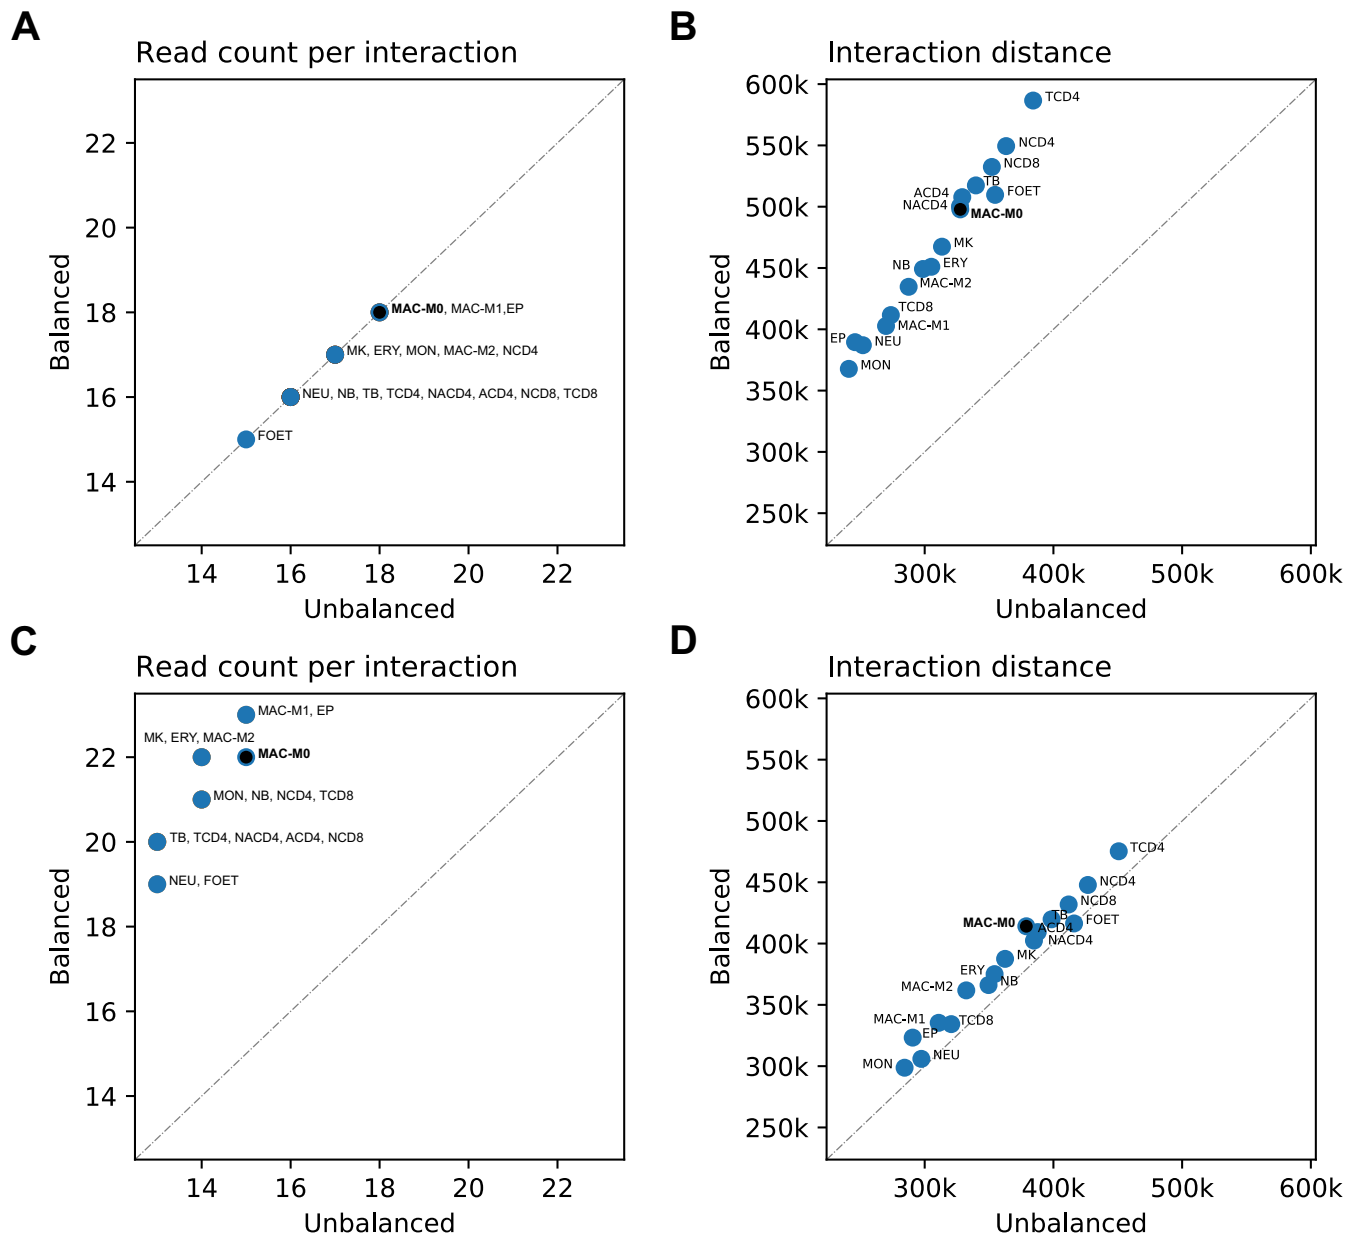 A
Read count per interaction
Balanced
22
20
18
16
14
MAC-M0, MAC-M1,EP
MK, ERY, MON, MAC-M2, NCD4
NEU, NB, TB, TCD4, NACD4, ACD4, NCD8, TCD8
FOET
14 16 18 20 22
Unbalanced
B
Interaction distance
Balanced
600k
550k
500k
450k
400k
350k
300k
250k
TCD4
NCD4
NCD8
TB
FOET
ACD4
NACD4
MAC-M0
MK
NB
ERY
MAC-M2
TCD8
MAC-M1
EP
NEU
MON
300k 400k 500k 600k
Unbalanced
C
Read count per interaction
Balanced
22
20
18
16
14
MAC-M1, EP
MK, ERY, MAC-M2
MAC-M0
MON, NB, NCD4, TCD8
TB, TCD4, NACD4, ACD4, NCD8
NEU, FOET
14 16 18 20 22
Unbalanced
D
Interaction distance
Balanced
600k
550k
500k
450k
400k
350k
300k
250k
TCD4
NCD4
NCD8
TB
FOET
MAC-M0
ACD4
NACD4
MK
ERY
NB
MAC-M2
MAC-M1
TCD8
EP
NEU
MON
300k 400k 500k 600k
Unbalanced